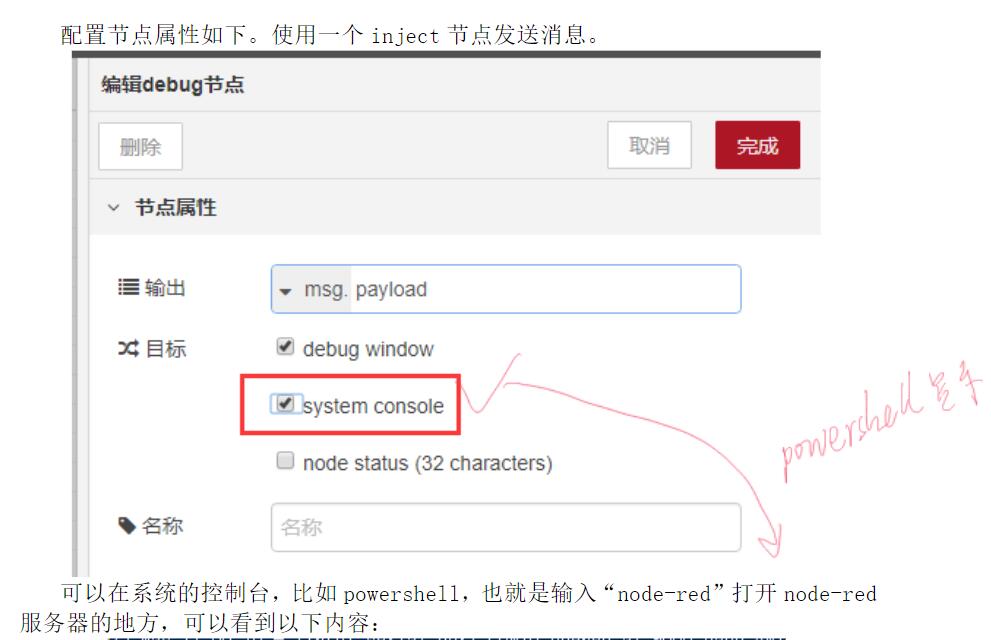 配置节点属性如下。使用一个 inject 节点发送消息。
编辑debug节点
删除
取消
完成
节点属性
输出
msg. payload
目标
debug window
system console
node status (32 characters)
powershell
名称
名称
可以在系统的控制台，比如 powershell，也就是输入“node-red”打开 node-red
服务器的地方，可以看到以下内容：